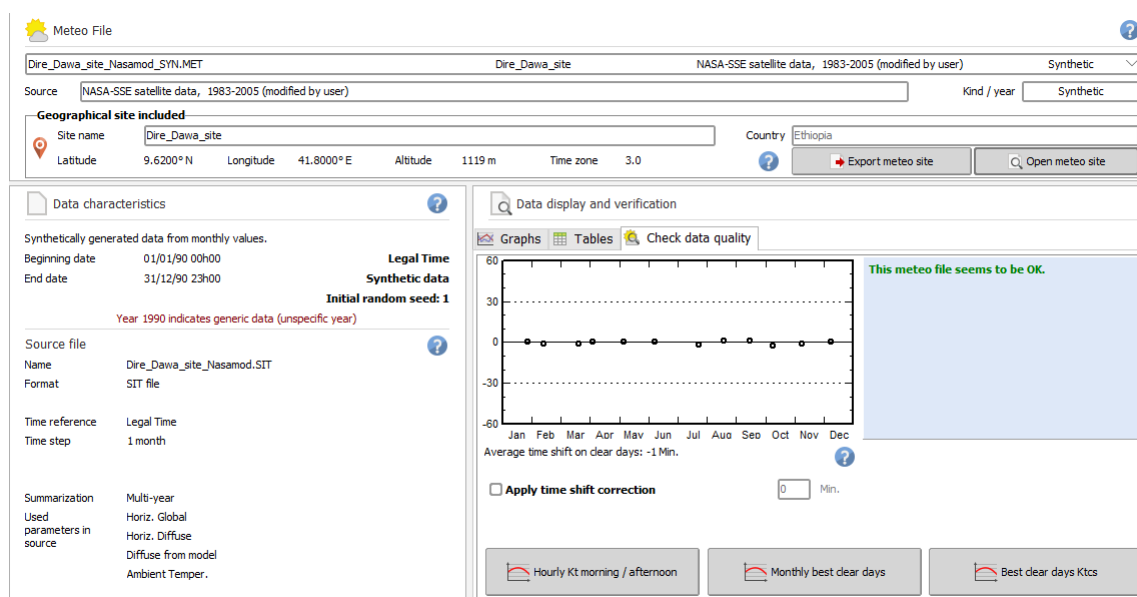 Meteo File
Dire_Dawa_site_Nasamod_SYN.MET Dire_Dawa_site NASA-SSE satellite data, 1983-2005 (modified by user) Synthetic
Source NASA-SSE satellite data, 1983-2005 (modified by user) Kind / year Synthetic
Geographical site included
Site name Dire_Dawa_site Country Ethiopia
Latitude 9.6200° N Longitude 41.8000° E Altitude 1119 m Time zone 3.0 ? Export meteo site Open meteo site
Data characteristics ?
Synthetically generated data from monthly values.
Beginning date 01/01/90 00h00 Legal Time
End date 31/12/90 23h00 Synthetic data
Initial random seed: 1
Year 1990 indicates generic data (unspecific year)
Source file ?
Name Dire_Dawa_site_Nasamod.SIT
Format SIT file
Time reference Legal Time
Time step 1 month
Summarization Multi-year
Used parameters in source Horiz. Global
Horiz. Diffuse
Diffuse from model
Ambient Temper.
Data display and verification
Graphs Tables Check data quality
This meteo file seems to be OK.
60
30
0
-30
-60
Jan Feb Mar Apr May Jun Jul Aug Sep Oct Nov Dec
Average time shift on clear days: -1 Min. ?
Apply time shift correction 0 Min.
Hourly Kt morning / afternoon Monthly best clear days Best clear days Ktcs